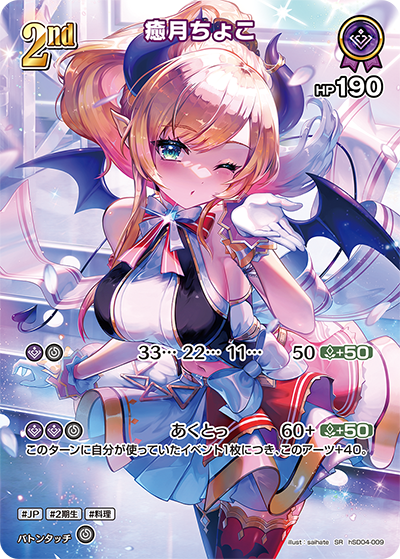 2nd
癒月ちょこ
HP190
33… 22… 11… 50 +50
あくとっ 60+ +50
このターンに自分が使っていたイベント1枚につき、このアーツ+40。
#JP #2期生 #料理
バトンタッチ
illust：saihate SR hSD04-009